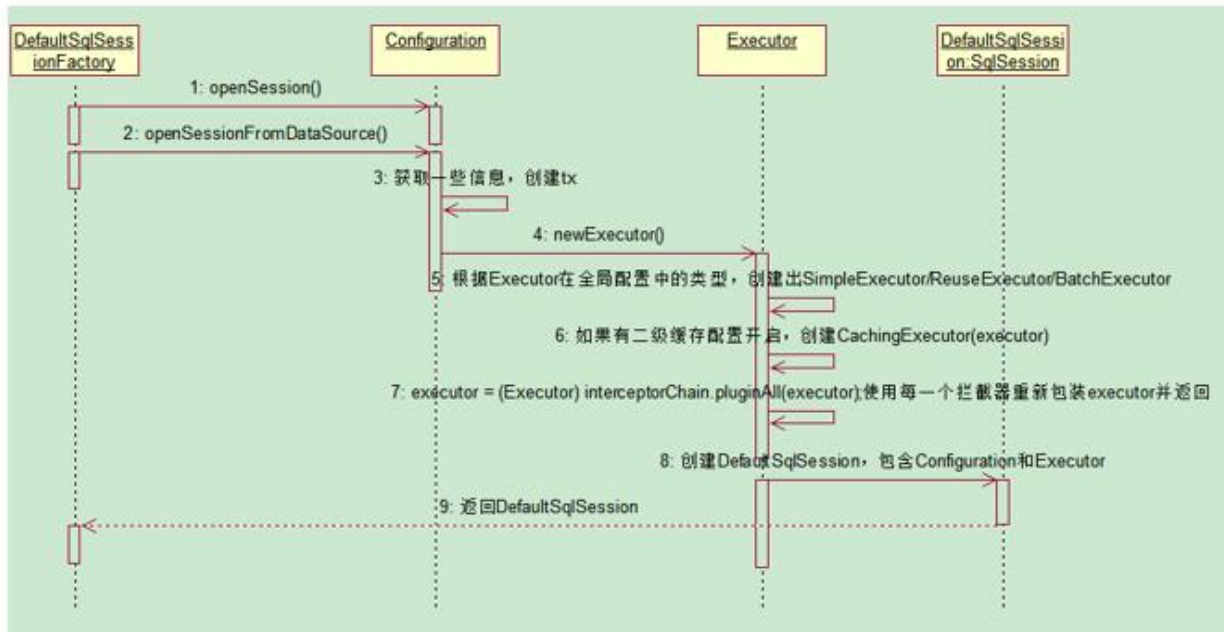 DefaultSqlSess
ionFactory
Configuration
Executor
DefaultSqlSessi
on:SqlSession
1: openSession()
2: openSessionFromDataSource()
3: 获取一些信息，创建tx
4: newExecutor()
5: 根据Executor在全局配置中的类型，创建出SimpleExecutor/ReuseExecutor/BatchExecutor
6: 如果有二级缓存配置开启，创建CachingExecutor(executor)
7: executor = (Executor) interceptorChain.pluginAll(executor);使用每一个拦截器重新包装executor并返回
8: 创建DefaultSqlSession，包含Configuration和Executor
9: 返回DefaultSqlSession